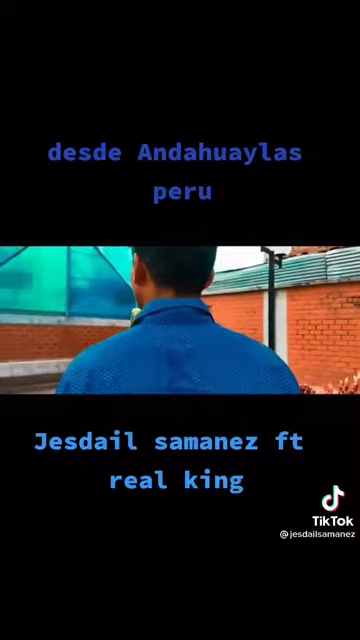 desde Andahuaylas
peru
Jesdail samanez ft
real king
TikTok
@jesdailsamanez